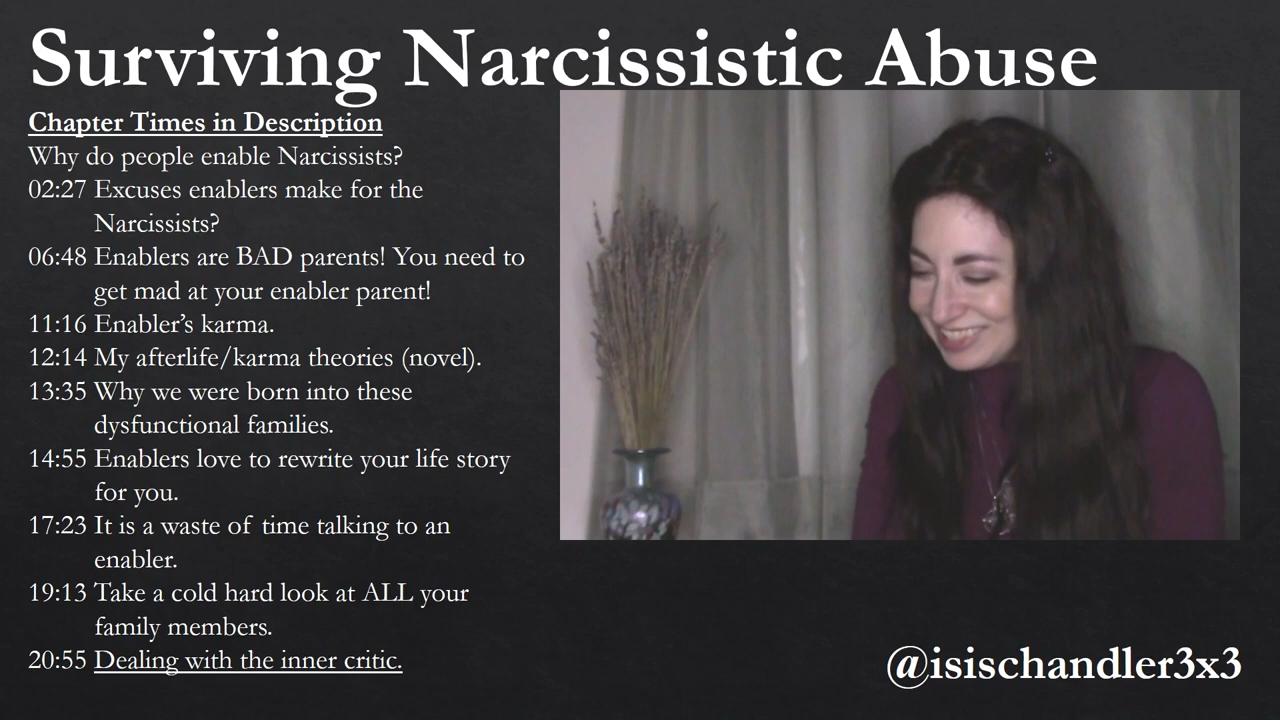 Surviving Narcissistic Abuse
Chapter Times in Description
Why do people enable Narcissists?
02:27 Excuses enablers make for the
Narcissists?
06:48 Enablers are BAD parents! You need to
get mad at your enabler parent!
11:16 Enabler’s karma.
12:14 My afterlife/karma theories (novel).
13:35 Why we were born into these
dysfunctional families.
14:55 Enablers love to rewrite your life story
for you.
17:23 It is a waste of time talking to an
enabler.
19:13 Take a cold hard look at ALL your
family members.
20:55 Dealing with the inner critic.
@isischandler3x3